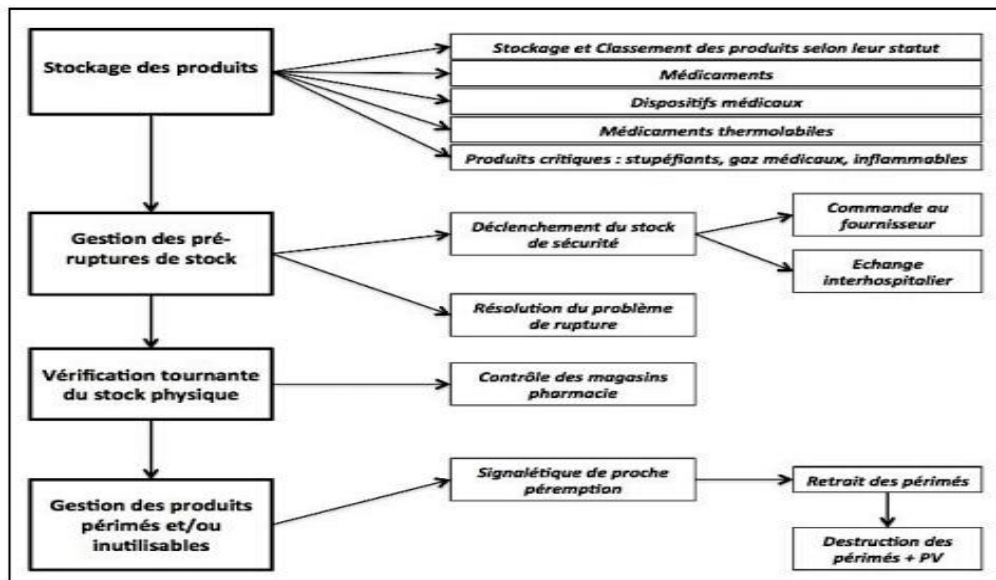 Stockage des produits
Stockage et Classement des produits selon leur statut
Médicaments
Dispositifs médicaux
Médicaments thermolabiles
Produits critiques : stupéfiants, gaz médicaux, inflammables
Gestion des pré-
ruptures de stock
Déclenchement du stock
de sécurité
Commande au
fournisseur
Echange
interhospitalier
Résolution du problème
de rupture
Vérification tournante
du stock physique
Contrôle des magasins
pharmacie
Gestion des produits
périmés et/ou
inutilisables
Signalétique de proche
péremption
Retrait des périmés
Destruction des
périmés + PV